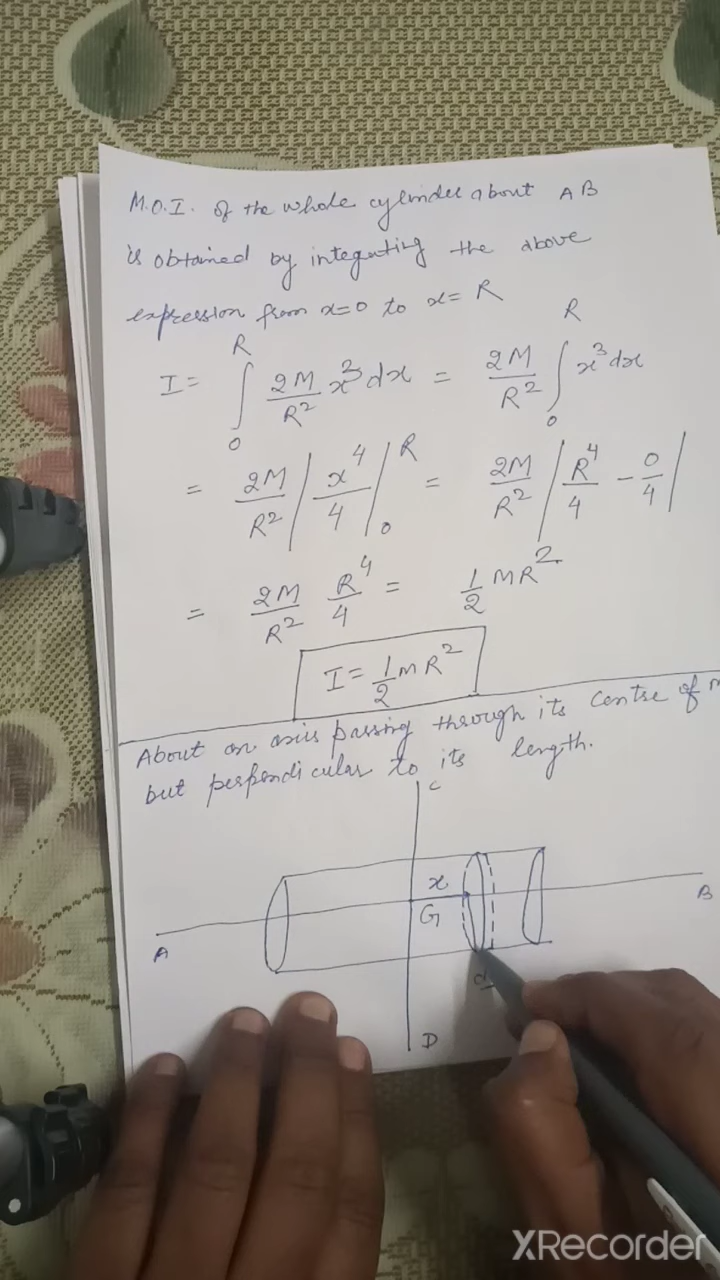 M.O.I. of the whole cylinder about AB
is obtained by integrating the above
expression from x=0 to x= R
I = ∫₀ᴿ 2M/R² x³ dx = 2M/R² ∫₀ᴿ x³ dx
= 2M/R² | x⁴/4 |₀ᴿ = 2M/R² | R⁴/4 - 0/4 |
= 2M/R² R⁴/4 = 1/2 MR²
I = 1/2 MR²
About an axis passing through its centre of M
but perpendicular to its length.
C
x
G
A
B
D
XRecorder